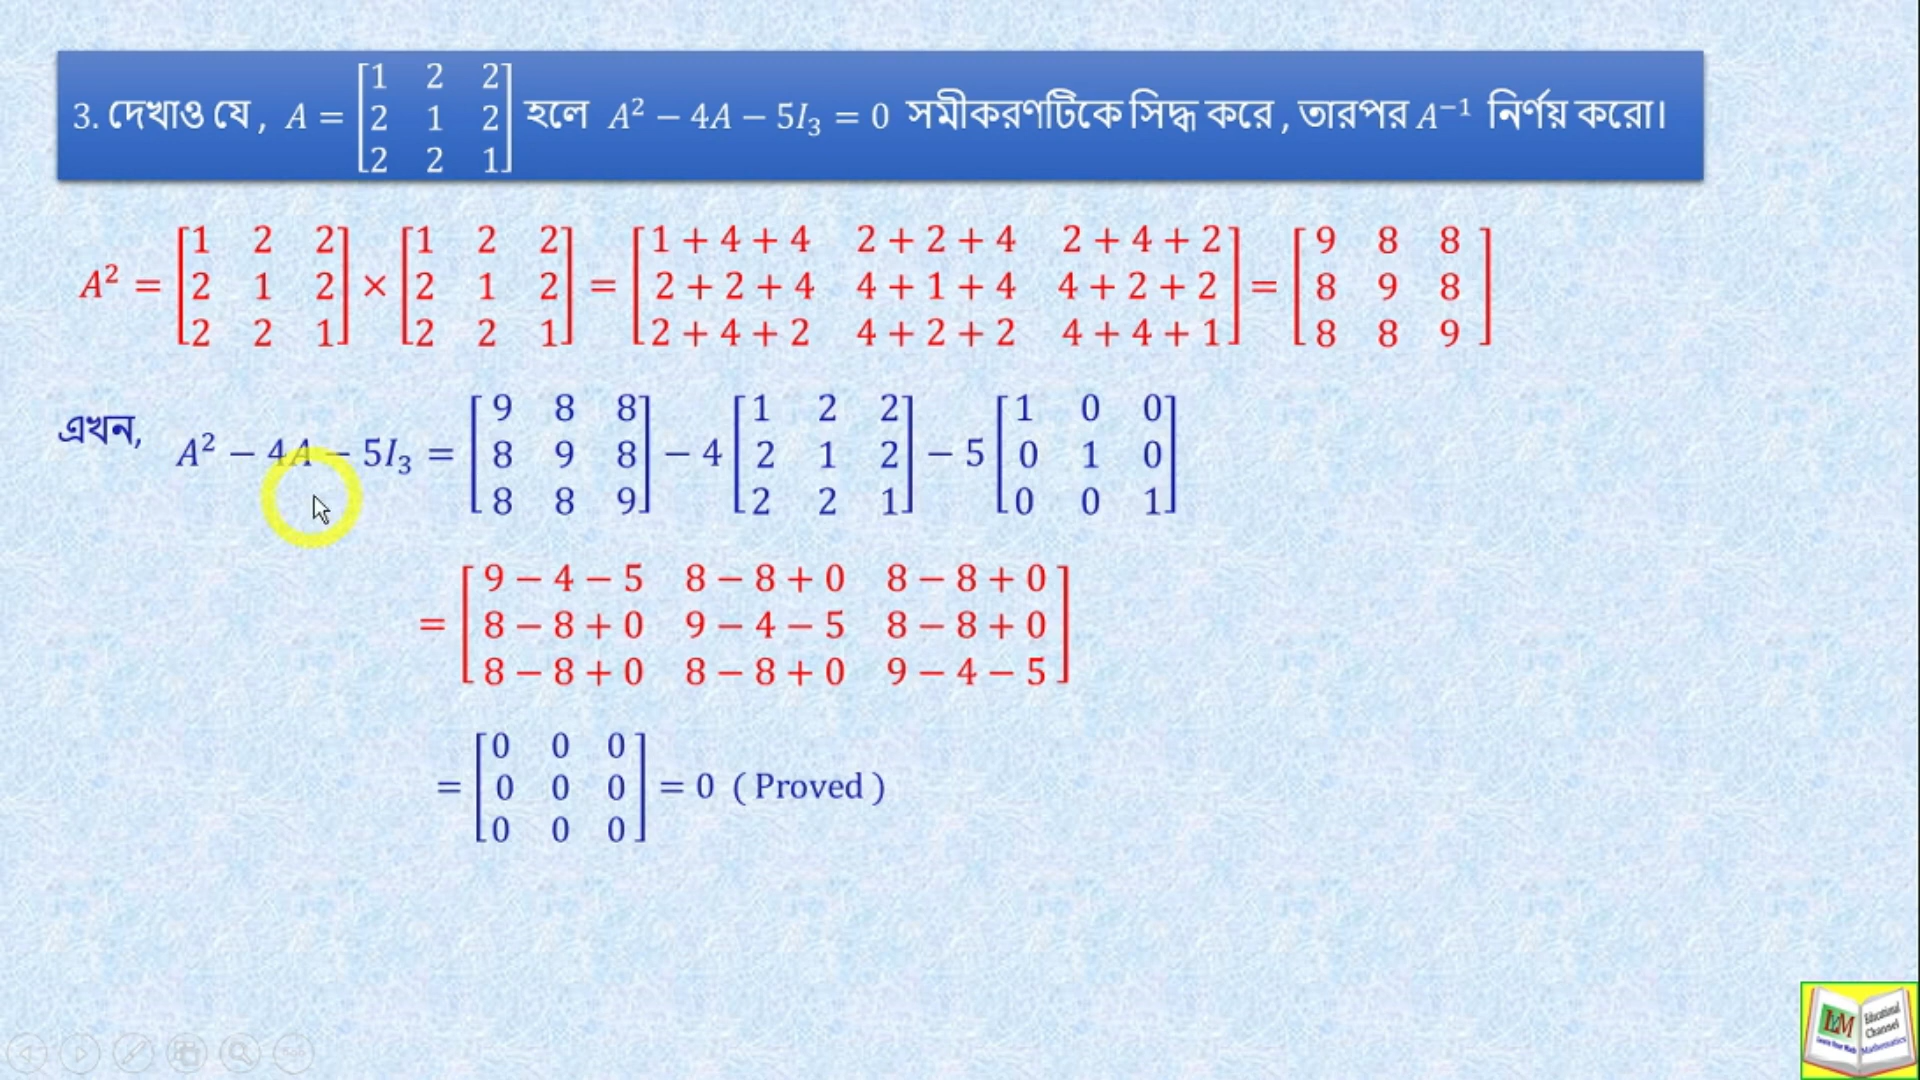 3. দেখাও যে , A = [1 2 2; 2 1 2; 2 2 1] হলে A² − 4A − 5I₃ = 0 সমীকরণটিকে সিদ্ধ করে , তারপর A⁻¹ নির্ণয় করো।
A² = [1 2 2; 2 1 2; 2 2 1] × [1 2 2; 2 1 2; 2 2 1] = [1 + 4 + 4 2 + 2 + 4 2 + 4 + 2; 2 + 2 + 4 4 + 1 + 4 4 + 2 + 2; 2 + 4 + 2 4 + 2 + 2 4 + 4 + 1] = [9 8 8; 8 9 8; 8 8 9]
এখন, A² − 4A − 5I₃ = [9 8 8; 8 9 8; 8 8 9] − 4 [1 2 2; 2 1 2; 2 2 1] − 5 [1 0 0; 0 1 0; 0 0 1]
= [9 − 4 − 5 8 − 8 + 0 8 − 8 + 0; 8 − 8 + 0 9 − 4 − 5 8 − 8 + 0; 8 − 8 + 0 8 − 8 + 0 9 − 4 − 5]
= [0 0 0; 0 0 0; 0 0 0] = 0 ( Proved )
LYM
Learn Your Math
Educational
Channel
Mathematics